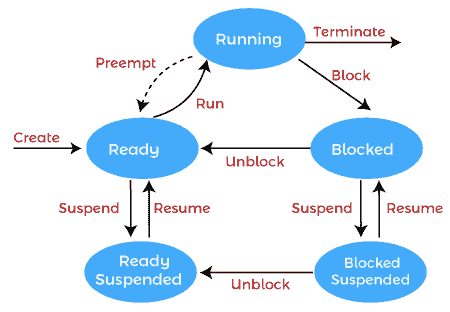 Running
Terminate
Preempt
Block
Run
Create
Ready
Unblock
Blocked
Suspend
Resume
Suspend
Resume
Ready
Suspended
Unblock
Blocked
Suspended